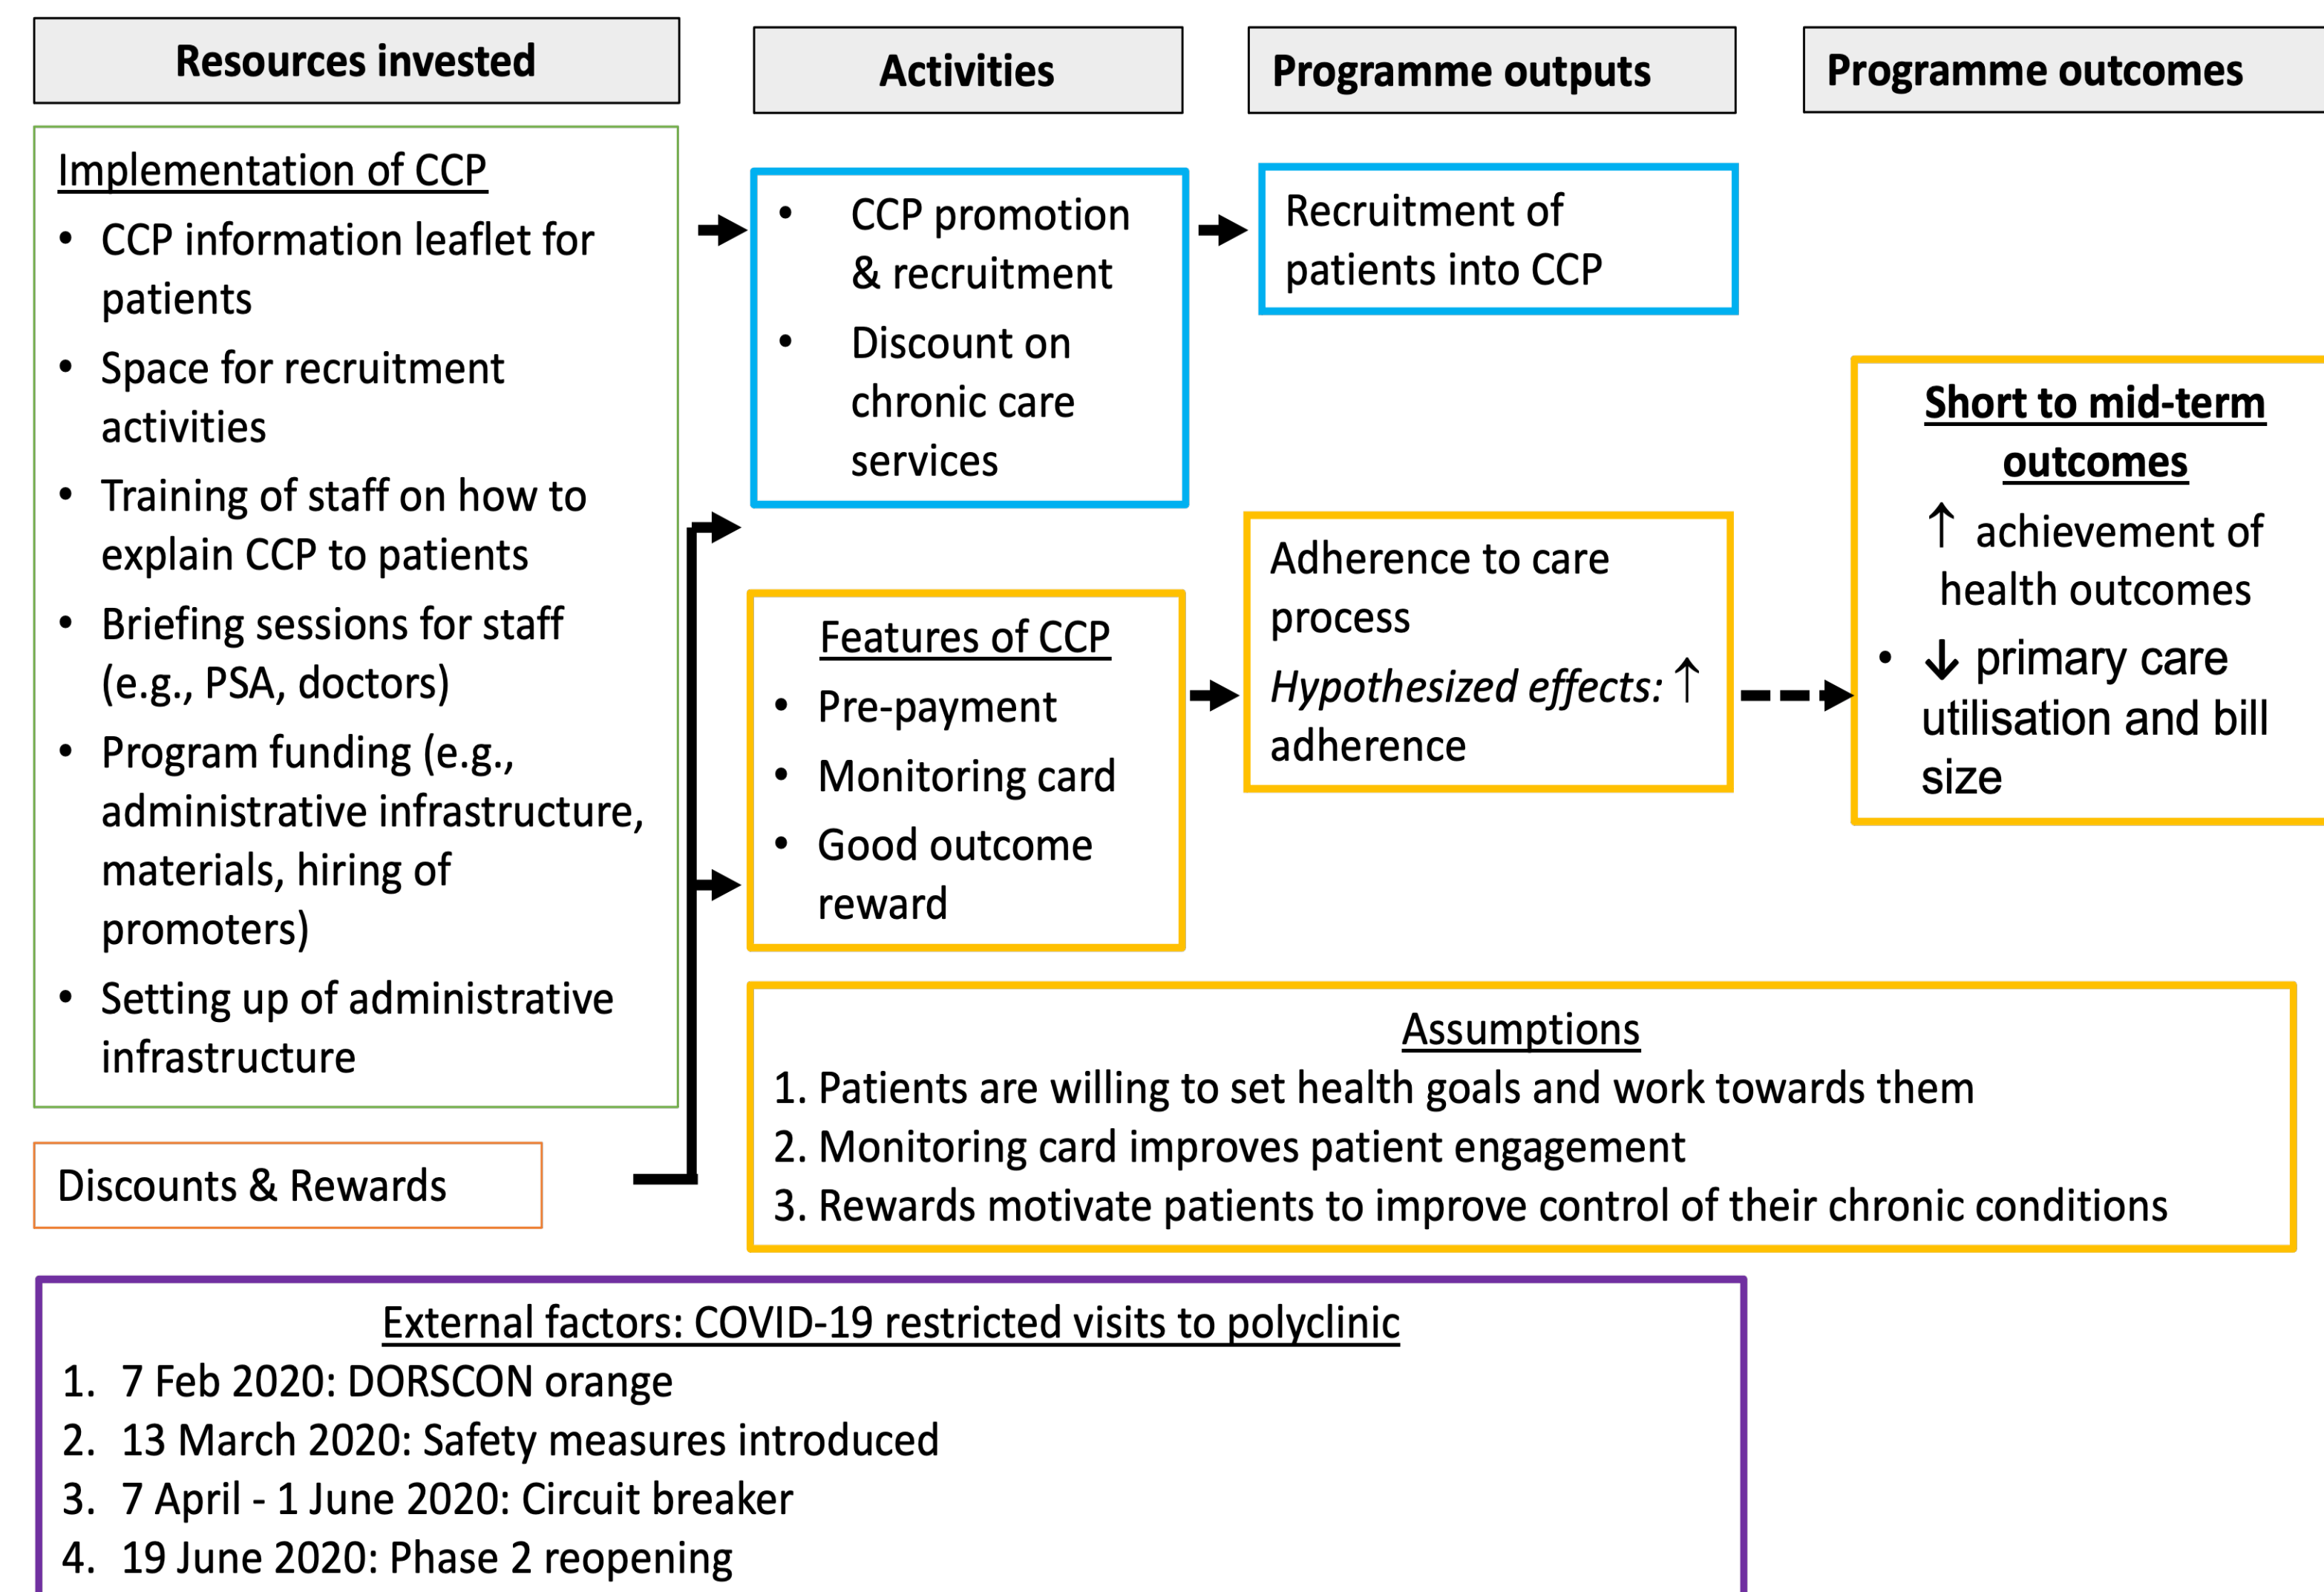 Resources invested
Activities
Programme outputs
Programme outcomes
Implementation of CCP
• CCP information leaflet for
patients
• Space for recruitment
activities
• Training of staff on how to
explain CCP to patients
• Briefing sessions for staff
(e.g., PSA, doctors)
• Program funding (e.g.,
administrative infrastructure,
materials, hiring of
promoters)
• Setting up of administrative
infrastructure
Discounts & Rewards
• CCP promotion
& recruitment
• Discount on
chronic care
services
Features of CCP
• Pre-payment
• Monitoring card
• Good outcome
reward
Recruitment of
patients into CCP
Adherence to care
process
Hypothesized effects: ↑
adherence
Short to mid-term
outcomes
↑ achievement of
health outcomes
• ↓ primary care
utilisation and bill
size
Assumptions
1. Patients are willing to set health goals and work towards them
2. Monitoring card improves patient engagement
3. Rewards motivate patients to improve control of their chronic conditions
External factors: COVID-19 restricted visits to polyclinic
1. 7 Feb 2020: DORSCON orange
2. 13 March 2020: Safety measures introduced
3. 7 April - 1 June 2020: Circuit breaker
4. 19 June 2020: Phase 2 reopening